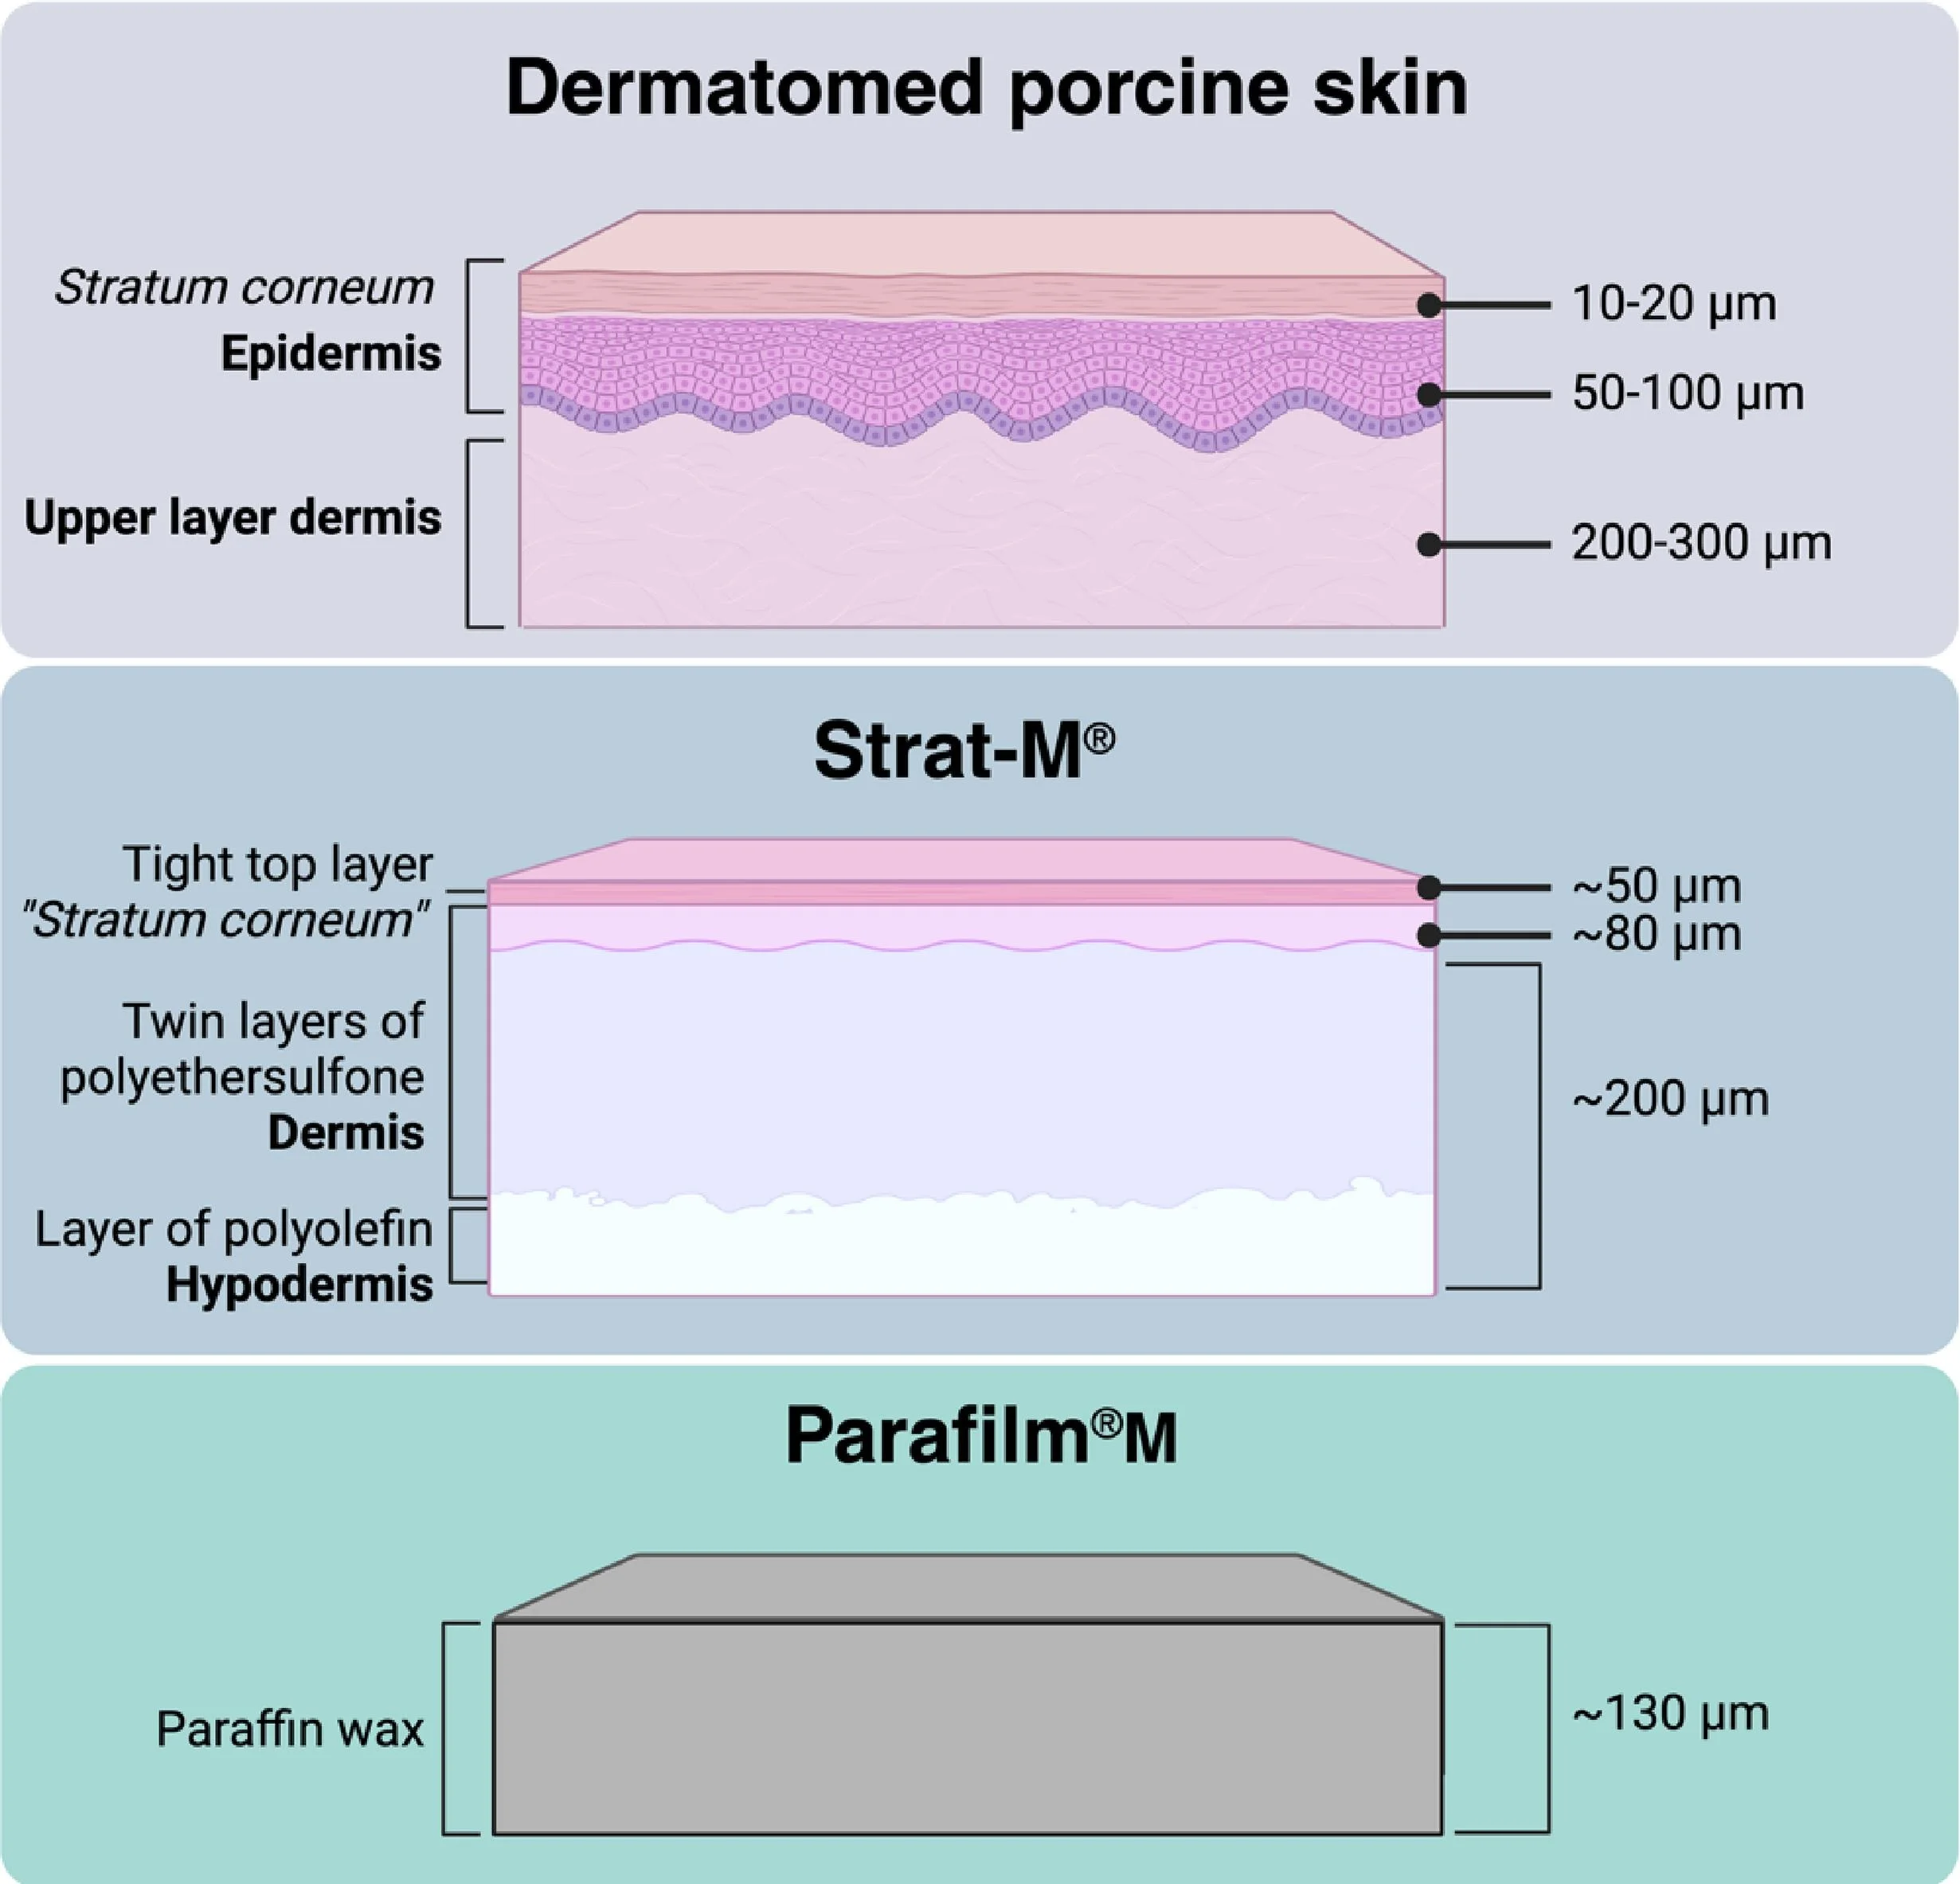 Dermatomed porcine skin
Stratum corneum
Epidermis
Upper layer dermis
10-20 µm
50-100 µm
200-300 µm
Strat-M®
Tight top layer
"Stratum corneum"
Twin layers of
polyethersulfone
Dermis
Layer of polyolefin
Hypodermis
~50 µm
~80 µm
~200 µm
Parafilm®M
Paraffin wax
~130 µm